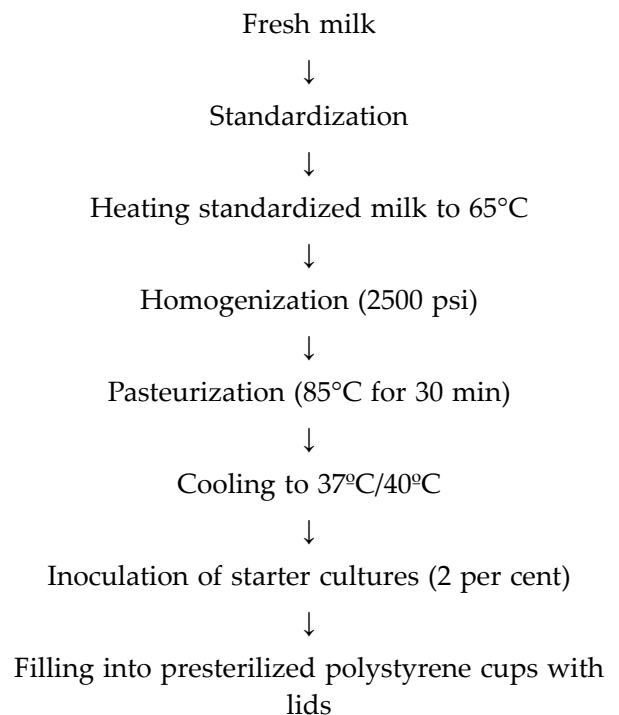 Fresh milk
↓
Standardization
↓
Heating standardized milk to 65°C
↓
Homogenization (2500 psi)
↓
Pasteurization (85°C for 30 min)
↓
Cooling to 37ºC/40ºC
↓
Inoculation of starter cultures (2 per cent)
↓
Filling into presterilized polystyrene cups with
lids